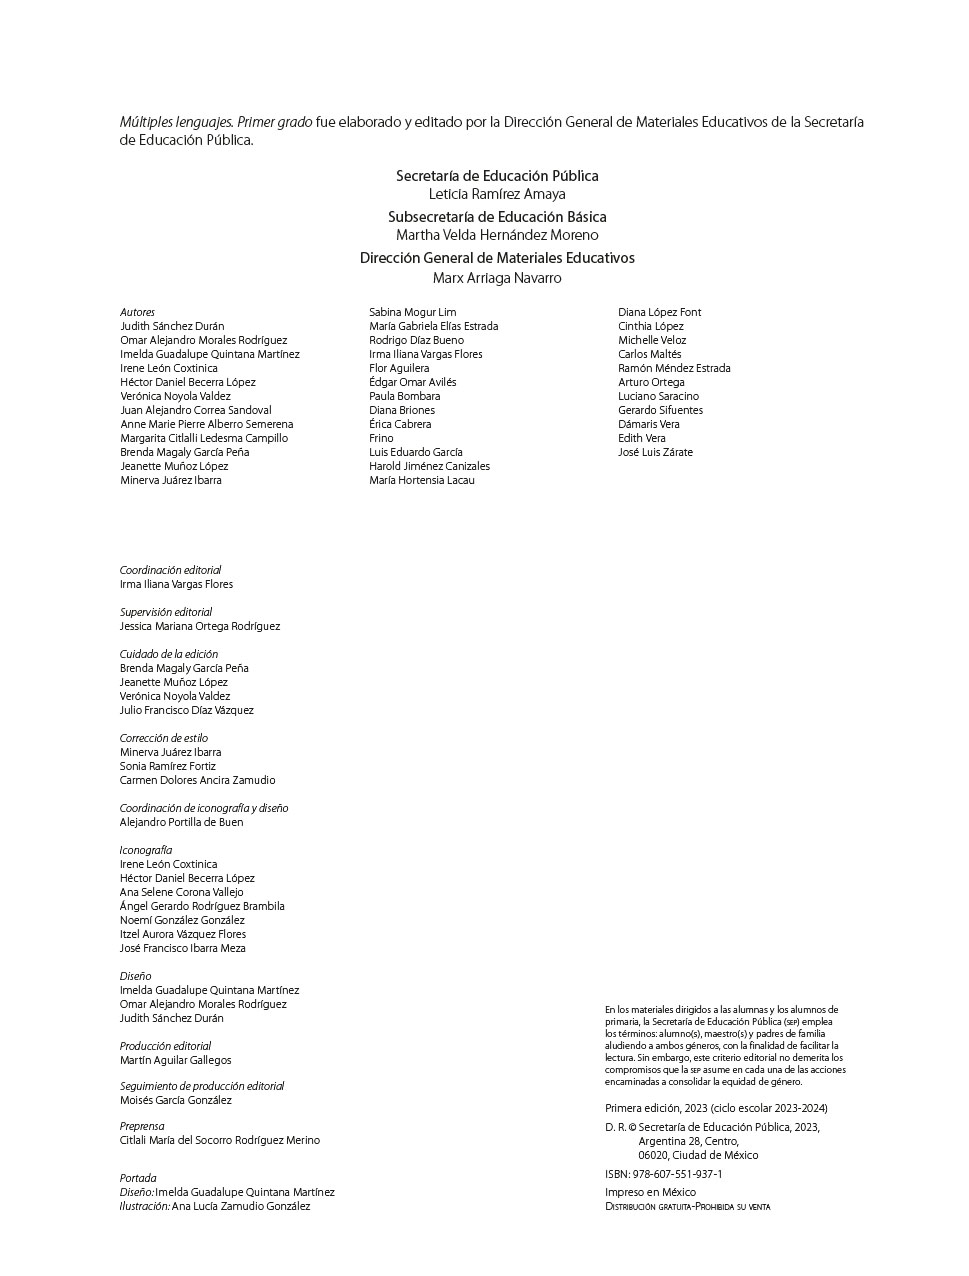 Múltiples lenguajes. Primer grado fue elaborado y editado por la Dirección General de Materiales Educativos de la Secretaría
de Educación Pública.
Secretaría de Educación Pública
Leticia Ramírez Amaya
Subsecretaría de Educación Básica
Martha Velda Hernández Moreno
Dirección General de Materiales Educativos
Marx Arriaga Navarro
Autores
Judith Sánchez Durán
Omar Alejandro Morales Rodríguez
Imelda Guadalupe Quintana Martínez
Irene León Coxtinica
Héctor Daniel Becerra López
Verónica Noyola Valdez
Juan Alejandro Correa Sandoval
Anne Marie Pierre Alberro Semerena
Margarita Citlalli Ledesma Campillo
Brenda Magaly García Peña
Jeanette Muñoz López
Minerva Juárez Ibarra
Sabina Mogur Lim
María Gabriela Elías Estrada
Rodrigo Díaz Bueno
Irma Iliana Vargas Flores
Flor Aguilera
Édgar Omar Avilés
Paula Bombara
Diana Briones
Érica Cabrera
Frino
Luis Eduardo García
Harold Jiménez Canizales
María Hortensia Lacau
Diana López Font
Cinthia López
Michelle Veloz
Carlos Maltés
Ramón Méndez Estrada
Arturo Ortega
Luciano Saracino
Gerardo Sifuentes
Dámaris Vera
Edith Vera
José Luis Zárate
Coordinación editorial
Irma Iliana Vargas Flores
Supervisión editorial
Jessica Mariana Ortega Rodríguez
Cuidado de la edición
Brenda Magaly García Peña
Jeanette Muñoz López
Verónica Noyola Valdez
Julio Francisco Díaz Vázquez
Corrección de estilo
Minerva Juárez Ibarra
Sonia Ramírez Fortiz
Carmen Dolores Ancira Zamudio
Coordinación de iconografía y diseño
Alejandro Portilla de Buen
Iconografía
Irene León Coxtinica
Héctor Daniel Becerra López
Ana Selene Corona Vallejo
Ángel Gerardo Rodríguez Brambila
Noemí González González
Itzel Aurora Vázquez Flores
José Francisco Ibarra Meza
Diseño
Imelda Guadalupe Quintana Martínez
Omar Alejandro Morales Rodríguez
Judith Sánchez Durán
Producción editorial
Martín Aguilar Gallegos
Seguimiento de producción editorial
Moisés García González
Preprensa
Citlali María del Socorro Rodríguez Merino
Portada
Diseño: Imelda Guadalupe Quintana Martínez
Ilustración: Ana Lucía Zamudio González
En los materiales dirigidos a las alumnas y los alumnos de
primaria, la Secretaría de Educación Pública (SEP) emplea
los términos: alumno(s), maestro(s) y padres de familia
aludiendo a ambos géneros, con la finalidad de facilitar la
lectura. Sin embargo, este criterio editorial no demerita los
compromisos que la SEP asume en cada una de las acciones
encaminadas a consolidar la equidad de género.
Primera edición, 2023 (ciclo escolar 2023-2024)
D. R. © Secretaría de Educación Pública, 2023,
Argentina 28, Centro,
06020, Ciudad de México
ISBN: 978-607-551-937-1
Impreso en México
Distribución gratuita-Prohibida su venta